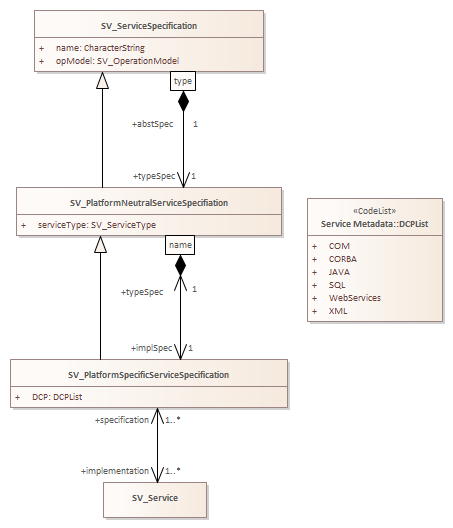 SV_ServiceSpecification
+ name: CharacterString
+ opModel: SV_OperationModel
type
+abstSpec 1
+typeSpec 1
SV_PlatformNeutralServiceSpecifiation
+ serviceType: SV_ServiceType
name
+typeSpec 1
+implSpec 1
SV_PlatformSpecificServiceSpecification
+ DCP: DCPList
+specification 1..*
+implementation 1..*
SV_Service
«CodeList»
Service Metadata::DCPList
+ COM
+ CORBA
+ JAVA
+ SQL
+ WebServices
+ XML